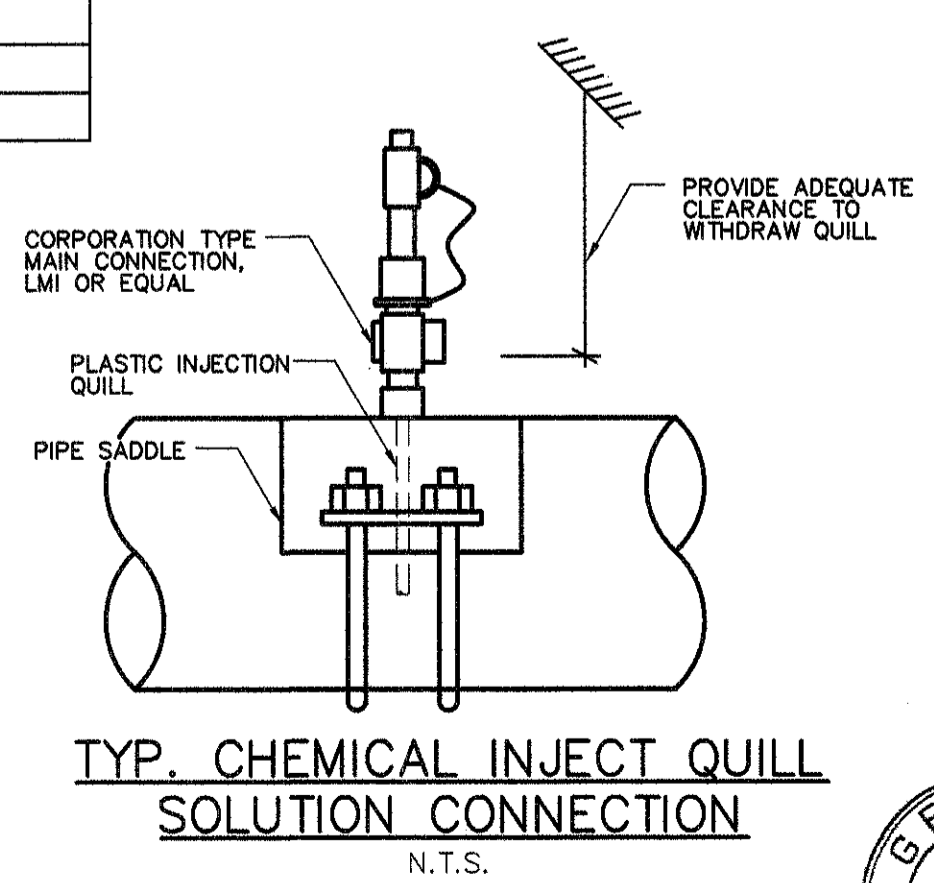 CORPORATION TYPE
MAIN CONNECTION,
LMI OR EQUAL
PROVIDE ADEQUATE
CLEARANCE TO
WITHDRAW QUILL
PLASTIC INJECTION
QUILL
PIPE SADDLE
TYP. CHEMICAL INJECT QUILL
SOLUTION CONNECTION
N.T.S.